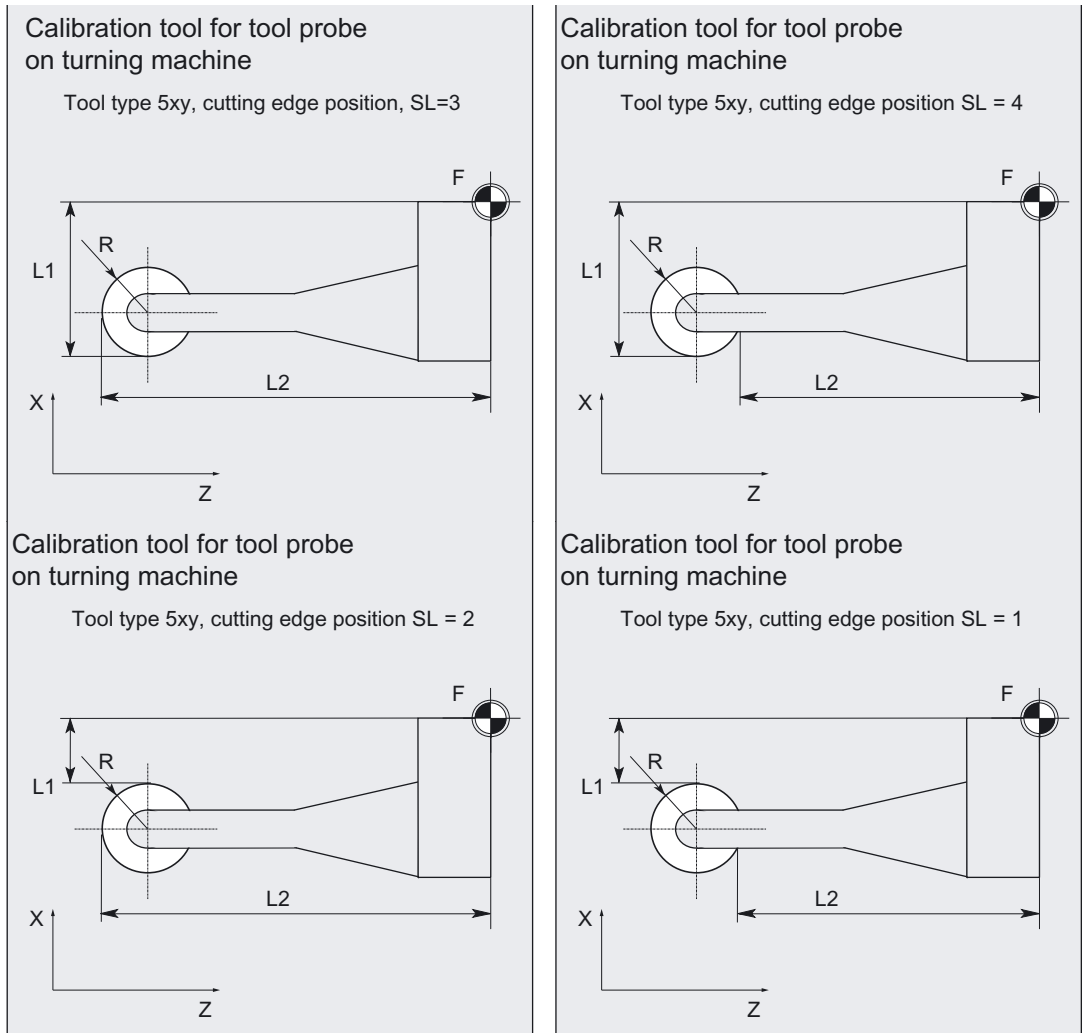 Calibration tool for tool probe
on turning machine
Tool type 5xy, cutting edge position, SL=3
F
R
L1
L2
X
Z
Calibration tool for tool probe
on turning machine
Tool type 5xy, cutting edge position SL = 4
F
R
L1
L2
X
Z
Calibration tool for tool probe
on turning machine
Tool type 5xy, cutting edge position SL = 2
F
R
L1
L2
X
Z
Calibration tool for tool probe
on turning machine
Tool type 5xy, cutting edge position SL = 1
F
R
L1
L2
X
Z